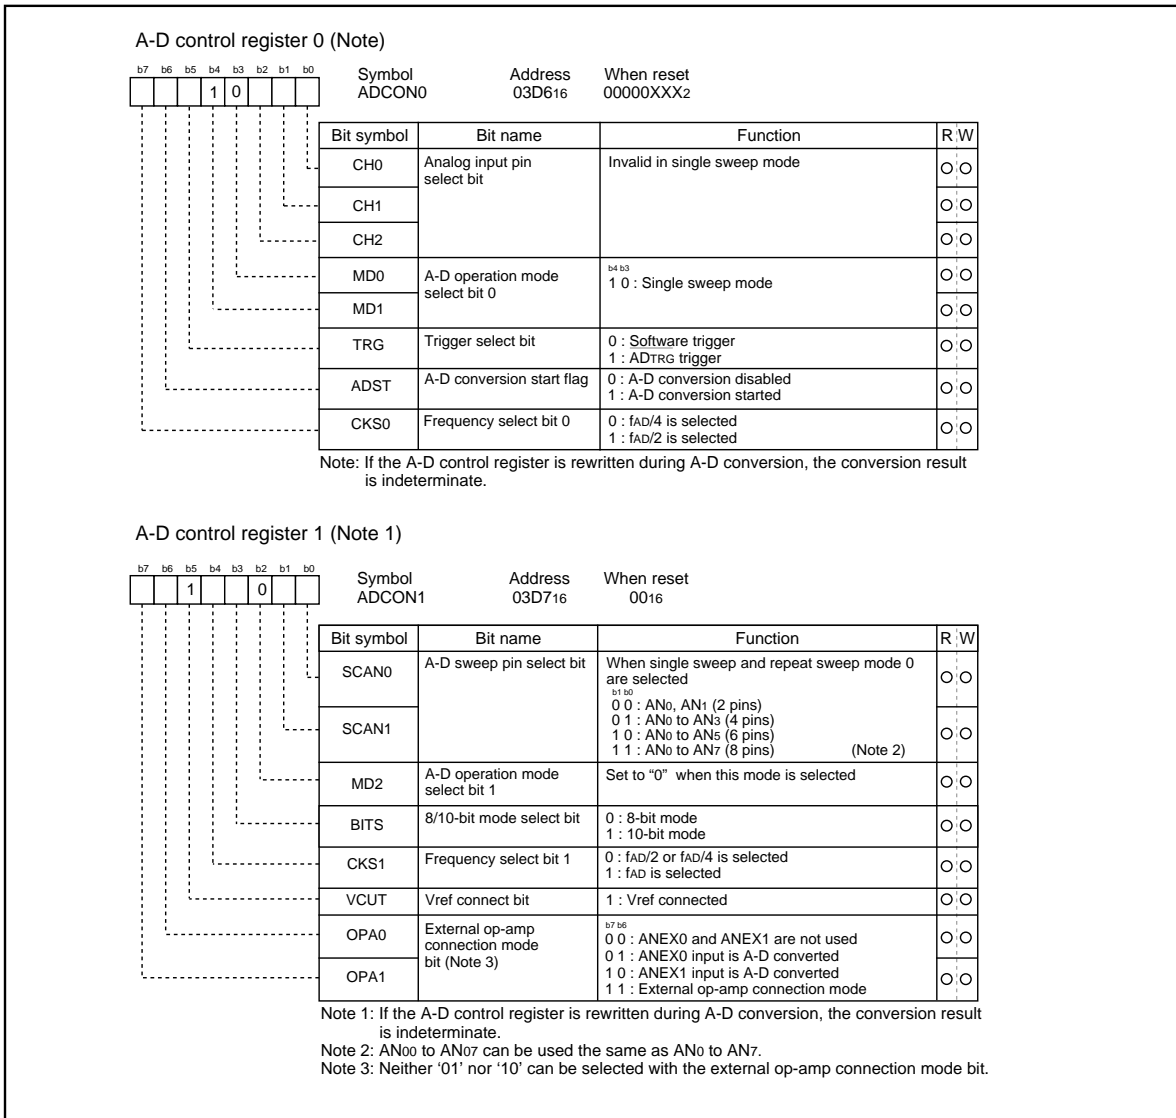 A-D control register 0 (Note)
b7 b6 b5 b4 b3 b2 b1 b0
1 0
Symbol Address When reset
ADCON0 03D616 00000XXX2
Bit symbol Bit name Function R W
CH0 Analog input pin select bit Invalid in single sweep mode
CH1
CH2
MD0 A-D operation mode select bit 0
b4 b3
1 0 : Single sweep mode
MD1
TRG Trigger select bit 0 : Software trigger
1 : ADTRG trigger
ADST A-D conversion start flag 0 : A-D conversion disabled
1 : A-D conversion started
CKS0 Frequency select bit 0 0 : fAD/4 is selected
1 : fAD/2 is selected
Note: If the A-D control register is rewritten during A-D conversion, the conversion result
is indeterminate.
A-D control register 1 (Note 1)
b7 b6 b5 b4 b3 b2 b1 b0
1 0
Symbol Address When reset
ADCON1 03D716 0016
Bit symbol Bit name Function R W
SCAN0 A-D sweep pin select bit When single sweep and repeat sweep mode 0
are selected
b1 b0
0 0 : AN0, AN1 (2 pins)
0 1 : AN0 to AN3 (4 pins)
SCAN1 1 0 : AN0 to AN5 (6 pins)
1 1 : AN0 to AN7 (8 pins) (Note 2)
MD2 A-D operation mode select bit 1 Set to “0” when this mode is selected
BITS 8/10-bit mode select bit 0 : 8-bit mode
1 : 10-bit mode
CKS1 Frequency select bit 1 0 : fAD/2 or fAD/4 is selected
1 : fAD is selected
VCUT Vref connect bit 1 : Vref connected
OPA0 External op-amp connection mode bit (Note 3)
b7 b6
0 0 : ANEX0 and ANEX1 are not used
0 1 : ANEX0 input is A-D converted
OPA1 1 0 : ANEX1 input is A-D converted
1 1 : External op-amp connection mode
Note 1: If the A-D control register is rewritten during A-D conversion, the conversion result
is indeterminate.
Note 2: AN00 to AN07 can be used the same as AN0 to AN7.
Note 3: Neither ‘01’ nor ‘10’ can be selected with the external op-amp connection mode bit.